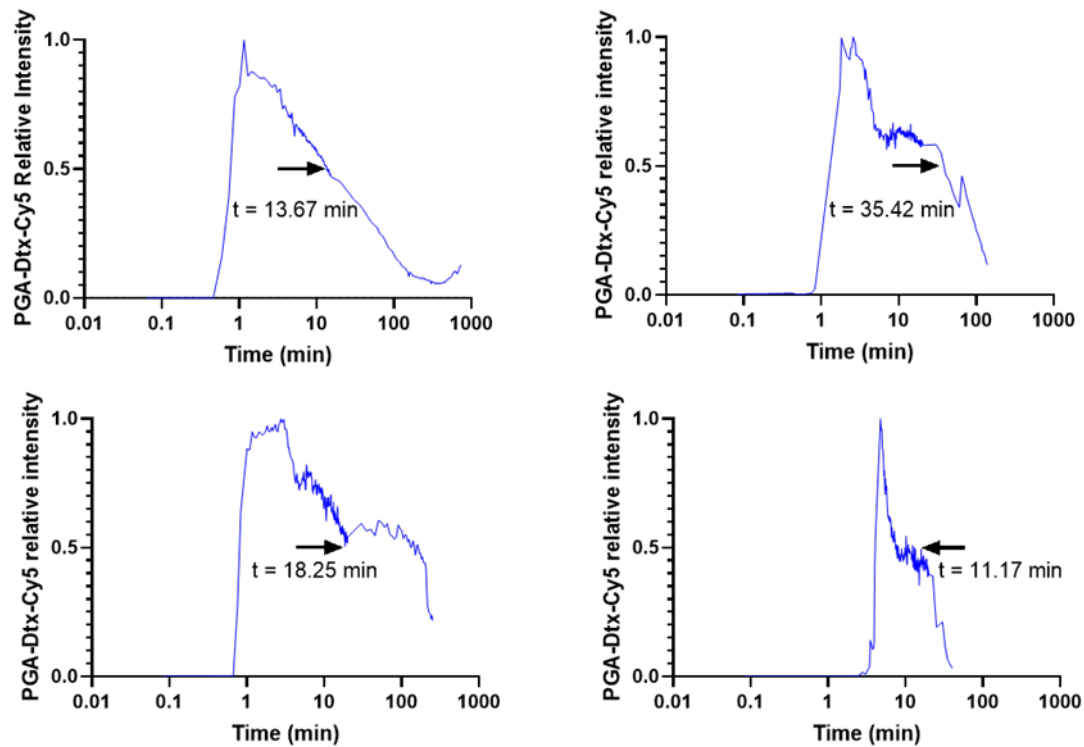 PGA-Dtx-Cy5 Relative Intensity
1.0
0.5
0.0
t = 13.67 min
0.01 0.1 1 10 100 1000
Time (min)
PGA-Dtx-Cy5 relative intensity
1.0
0.5
0.0
t = 35.42 min
0.01 0.1 1 10 100 1000
Time (min)
PGA-Dtx-Cy5 relative intensity
1.0
0.5
0.0
t = 18.25 min
0.01 0.1 1 10 100 1000
Time (min)
PGA-Dtx-Cy5 relative intensity
1.0
0.5
0.0
t = 11.17 min
0.01 0.1 1 10 100 1000
Time (min)